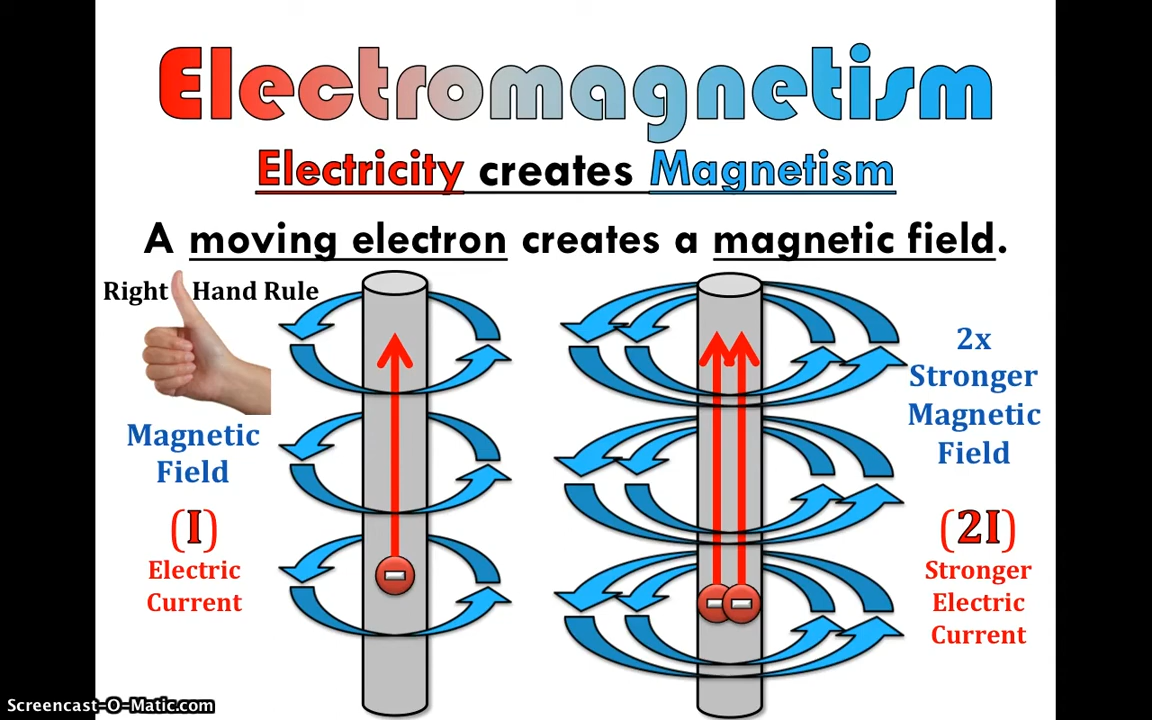 Electromagnetism
Electricity creates Magnetism
A moving electron creates a magnetic field.
Right Hand Rule
Magnetic
Field
(I)
Electric
Current
2x
Stronger
Magnetic
Field
(2I)
Stronger
Electric
Current
Screencast-O-Matic.com